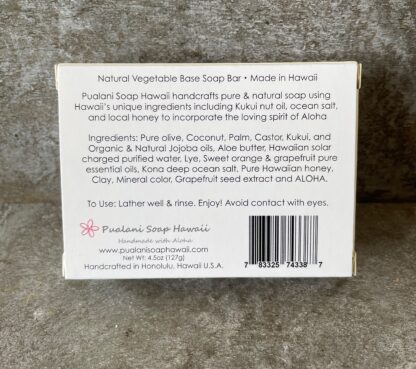 Natural Vegetable Base Soap Bar • Made in Hawaii
Pualani Soap Hawaii handcrafts pure & natural soap using
Hawaii's unique ingredients including Kukui nut oil, ocean salt,
and local honey to incorporate the loving spirit of Aloha
Ingredients: Pure olive, Coconut, Palm, Castor, Kukui, and
Organic & Natural Jojoba oils, Aloe butter, Hawaiian solar
charged purified water, Lye, Sweet orange & grapefruit pure
essential oils, Kona deep ocean salt, Pure Hawaiian honey,
Clay, Mineral color, Grapefruit seed extract and ALOHA.
To Use: Lather well & rinse. Enjoy! Avoid contact with eyes.
Pualani Soap Hawaii
Handmade with Aloha
www.pualanisoaphawaii.com
Net Wt: 4.5oz (127g)
Handcrafted in Honolulu, Hawaii U.S.A.
7 83325 74338 7